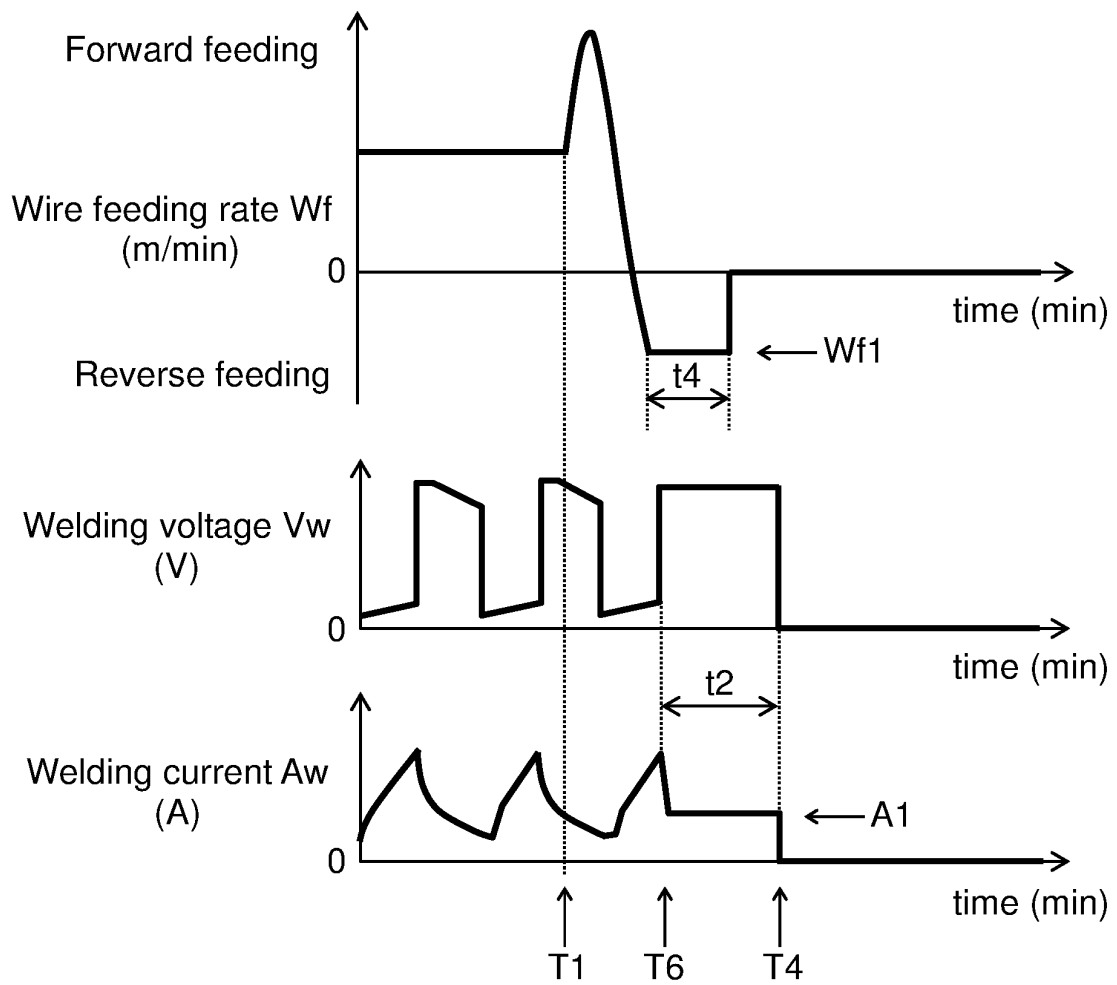 Forward feeding
Wire feeding rate Wf
(m/min)
0
time (min)
Wf1
Reverse feeding
t4
Welding voltage Vw
(V)
0
time (min)
t2
Welding current Aw
(A)
A1
0
time (min)
T1
T6
T4